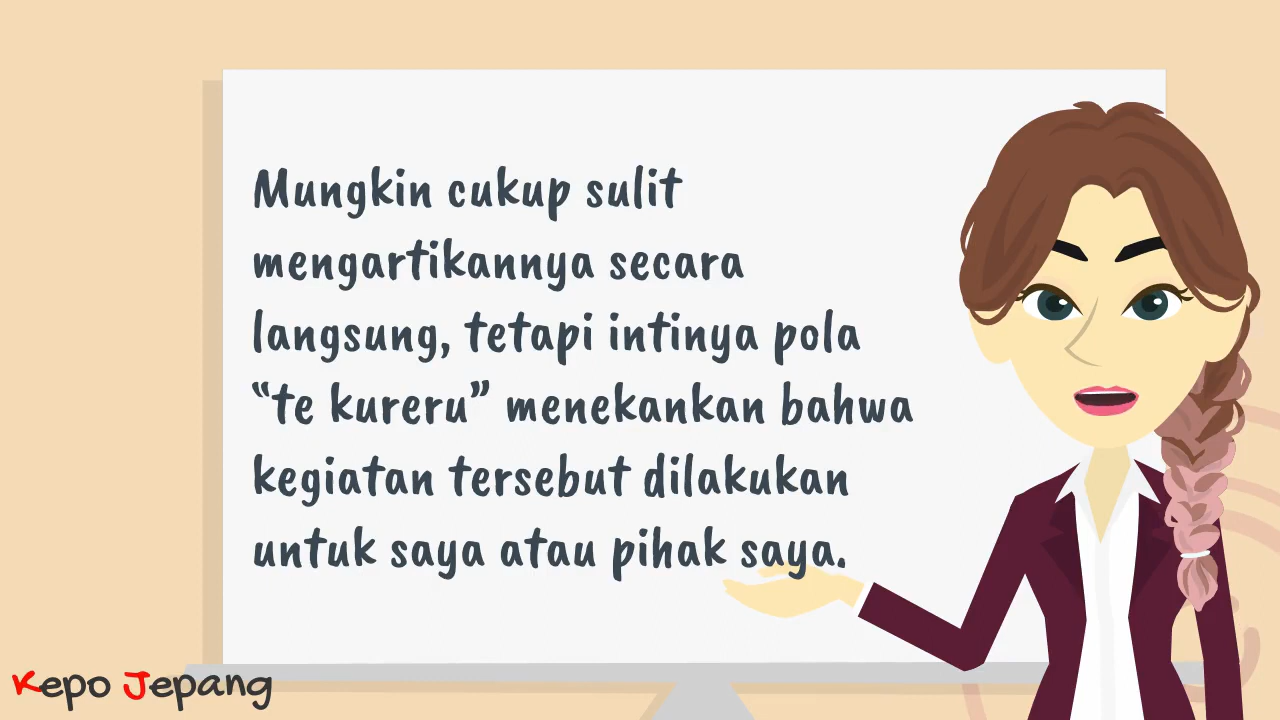 Mungkin cukup sulit
mengartikannya secara
langsung, tetapi intinya pola
“te kureru” menekankan bahwa
kegiatan tersebut dilakukan
untuk saya atau pihak saya.
Kepo Jepang